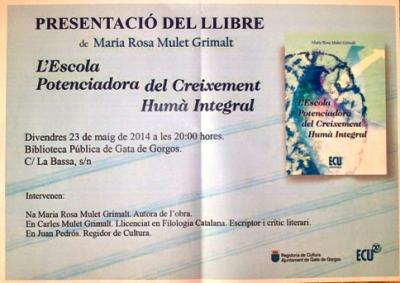 PRESENTACIÓ DEL LLIBRE
de Maria Rosa Mulet Grimalt
L'Escola
Potenciadora del Creixement
Humà Integral
Divendres 23 de maig de 2014 a les 20:00 hores.
Biblioteca Pública de Gata de Gorgos.
C/ La Bassa, s/n
Intervenen:
Na Maria Rosa Mulet Grimalt. Autora de l'obra.
En Carles Mulet Grimalt. Llicenciat en Filologia Catalana. Escriptor i crític literari.
En Juan Pedrós. Regidor de Cultura.
Maria Rosa Mulet Grimalt
L'Escola
Potenciadora
del Creixement
Humà Integral
ECU
Regidoria de Cultura
Ajuntament de Gata de Gorgos
ECU 20